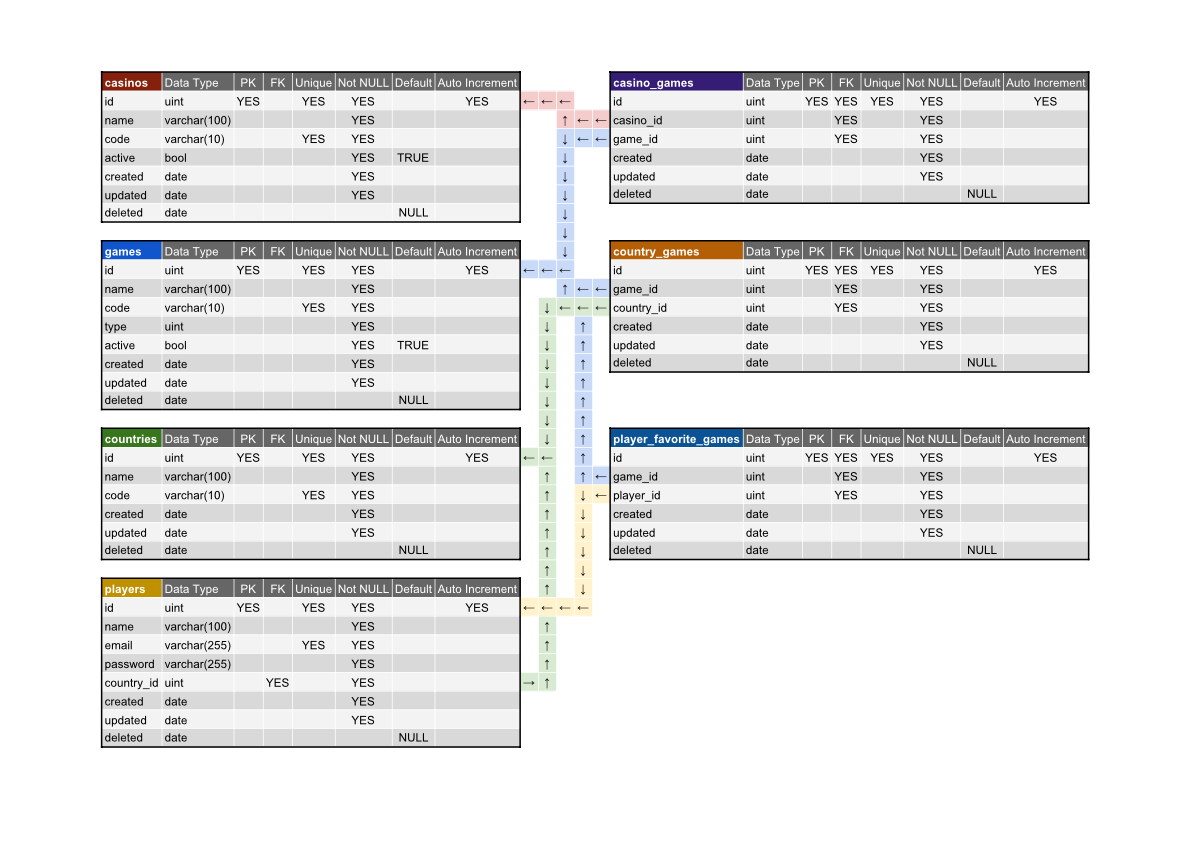 casinos Data Type PK FK Unique Not NULL Default Auto Increment
id uint YES YES YES YES
name varchar(100) YES
code varchar(10) YES YES
active bool YES TRUE
created date YES
updated date YES
deleted date NULL
games Data Type PK FK Unique Not NULL Default Auto Increment
id uint YES YES YES YES
name varchar(100) YES
code varchar(10) YES YES
type uint YES
active bool YES TRUE
created date YES
updated date YES
deleted date NULL
countries Data Type PK FK Unique Not NULL Default Auto Increment
id uint YES YES YES YES
name varchar(100) YES
code varchar(10) YES YES
created date YES
updated date YES
deleted date NULL
players Data Type PK FK Unique Not NULL Default Auto Increment
id uint YES YES YES YES
name varchar(100) YES
email varchar(255) YES YES
password varchar(255) YES
country_id uint YES YES
created date YES
updated date YES
deleted date NULL
casino_games Data Type PK FK Unique Not NULL Default Auto Increment
id uint YES YES YES YES YES
casino_id uint YES YES
game_id uint YES YES
created date YES
updated date YES
deleted date NULL
country_games Data Type PK FK Unique Not NULL Default Auto Increment
id uint YES YES YES YES YES
game_id uint YES YES
country_id uint YES YES
created date YES
updated date YES
deleted date NULL
player_favorite_games Data Type PK FK Unique Not NULL Default Auto Increment
id uint YES YES YES YES YES
game_id uint YES YES
player_id uint YES YES
created date YES
updated date YES
deleted date NULL